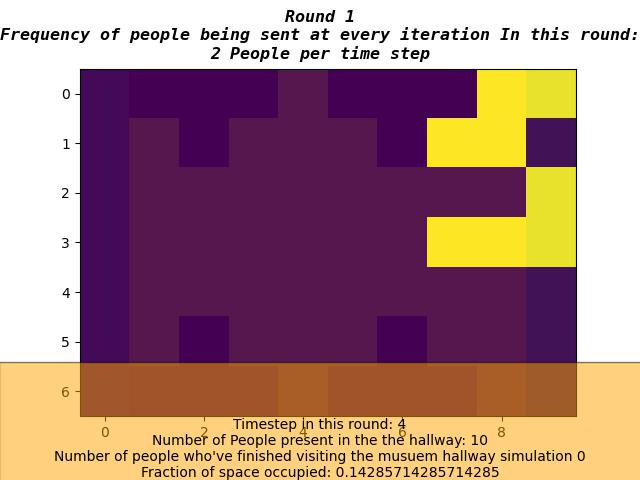 Round 1
Frequency of people being sent at every iteration In this round:
2 People per time step
0
1
2
3
4
5
6
0 2 4 6 8
Timestep in this round: 4
Number of People present in the the hallway: 10
Number of people who've finished visiting the musuem hallway simulation 0
Fraction of space occupied: 0.14285714285714285